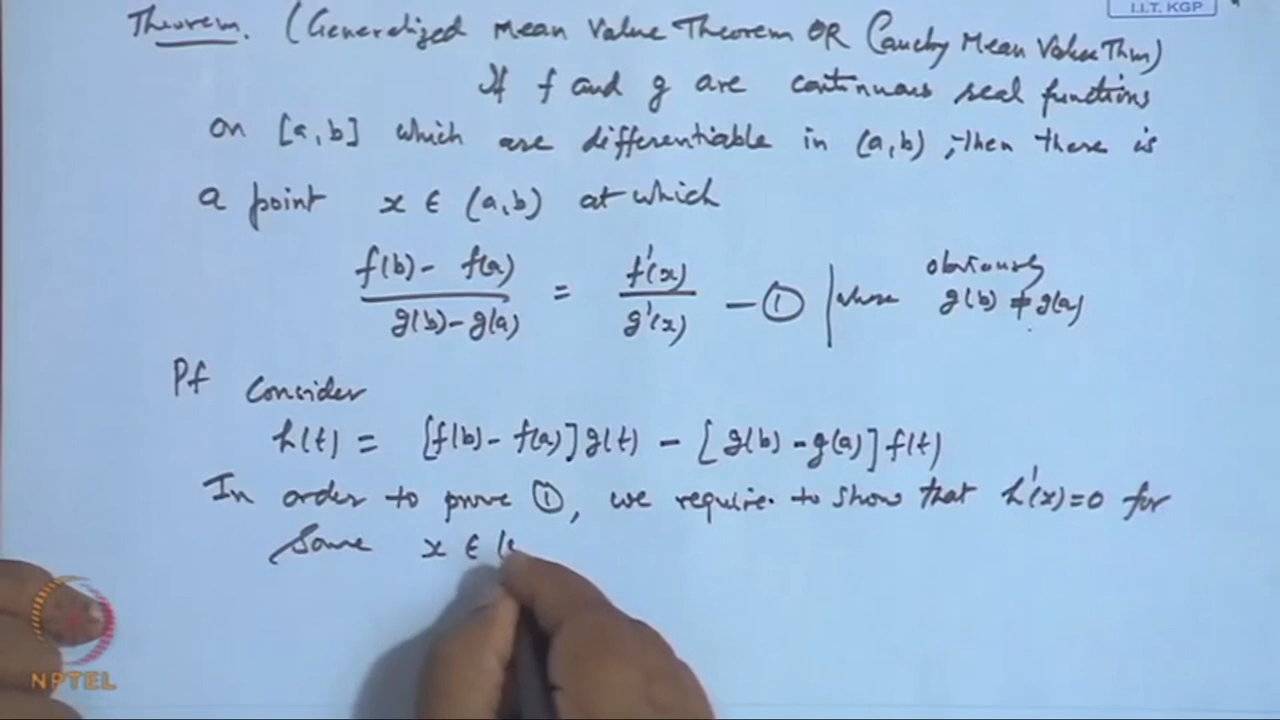 I.I.T. KGP
Theorem. (Generalized Mean Value Theorem OR Cauchy Mean Value Thm)
If f and g are continuous real functions
on [a,b] which are differentiable in (a,b), then there is
a point x ∈ (a,b) at which
f(b) - f(a) / g(b) - g(a) = f'(x) / g'(x) - ① | where obviously g(b) ≠ g(a)
Pf Consider
h(t) = [f(b) - f(a)] g(t) - [g(b) - g(a)] f(t)
In order to prove ①, we require to show that h'(x) = 0 for
Some x ∈ (
NPTEL